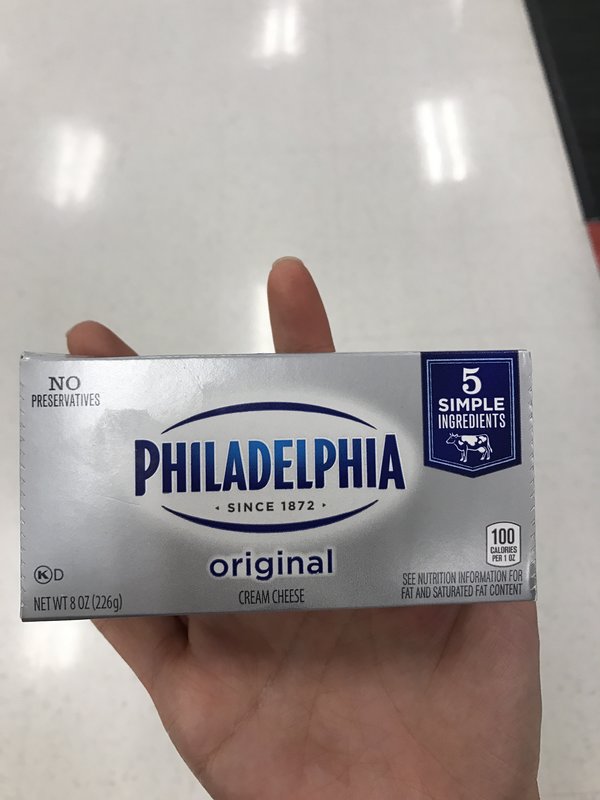 NO
PRESERVATIVES
5
SIMPLE
INGREDIENTS
PHILADELPHIA
SINCE 1872
original
CREAM CHEESE
K D
NET WT 8 OZ (226g)
100
CALORIES
PER 1 OZ
SEE NUTRITION INFORMATION FOR
FAT AND SATURATED FAT CONTENT